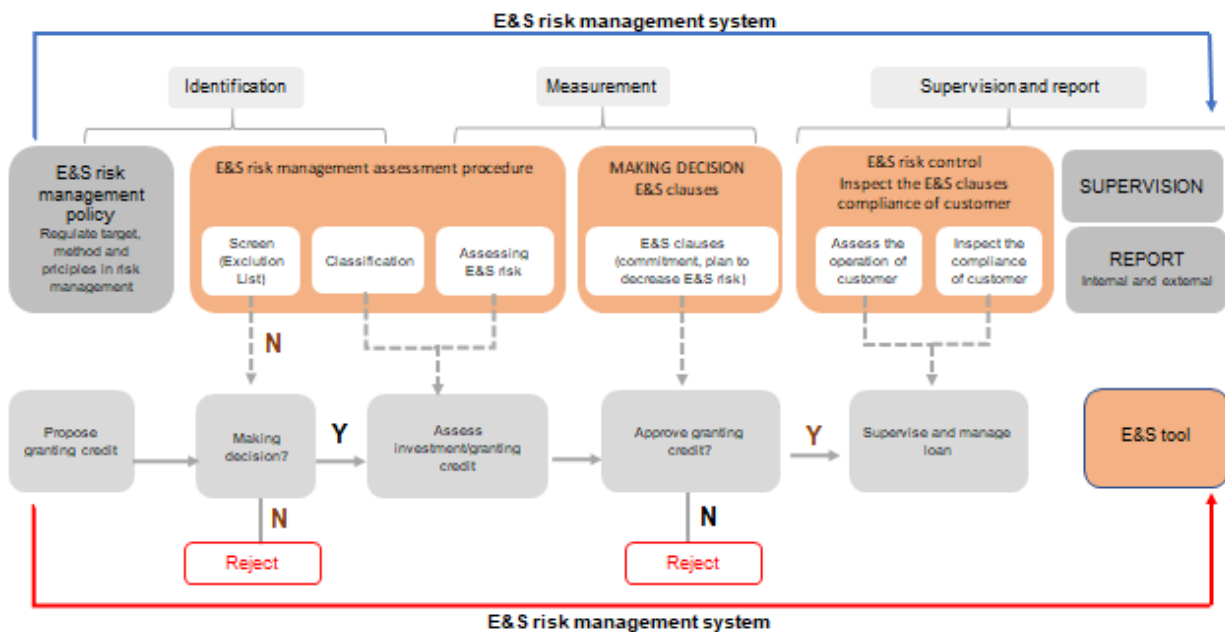 E&S risk management system
Identification
Measurement
Supervision and report
E&S risk
management
policy
Regulate target,
method and
priciples in risk
management
E&S risk management assessment procedure
Screen
(Exclution
List)
Classification
Assessing
E&S risk
MAKING DECISION
E&S clauses
E&S clauses
(commitment, plan to
decrease E&S risk)
E&S risk control
Inspect the E&S clauses
compliance of customer
Assess the
operation of
customer
Inspect the
compliance
of customer
SUPERVISION
REPORT
Internal and external
N
Propose
granting credit
Making
decision?
Y
Assess
investment/granting
credit
Approve granting
credit?
Y
Supervise and manage
loan
E&S tool
N
N
Reject
Reject
E&S risk management system